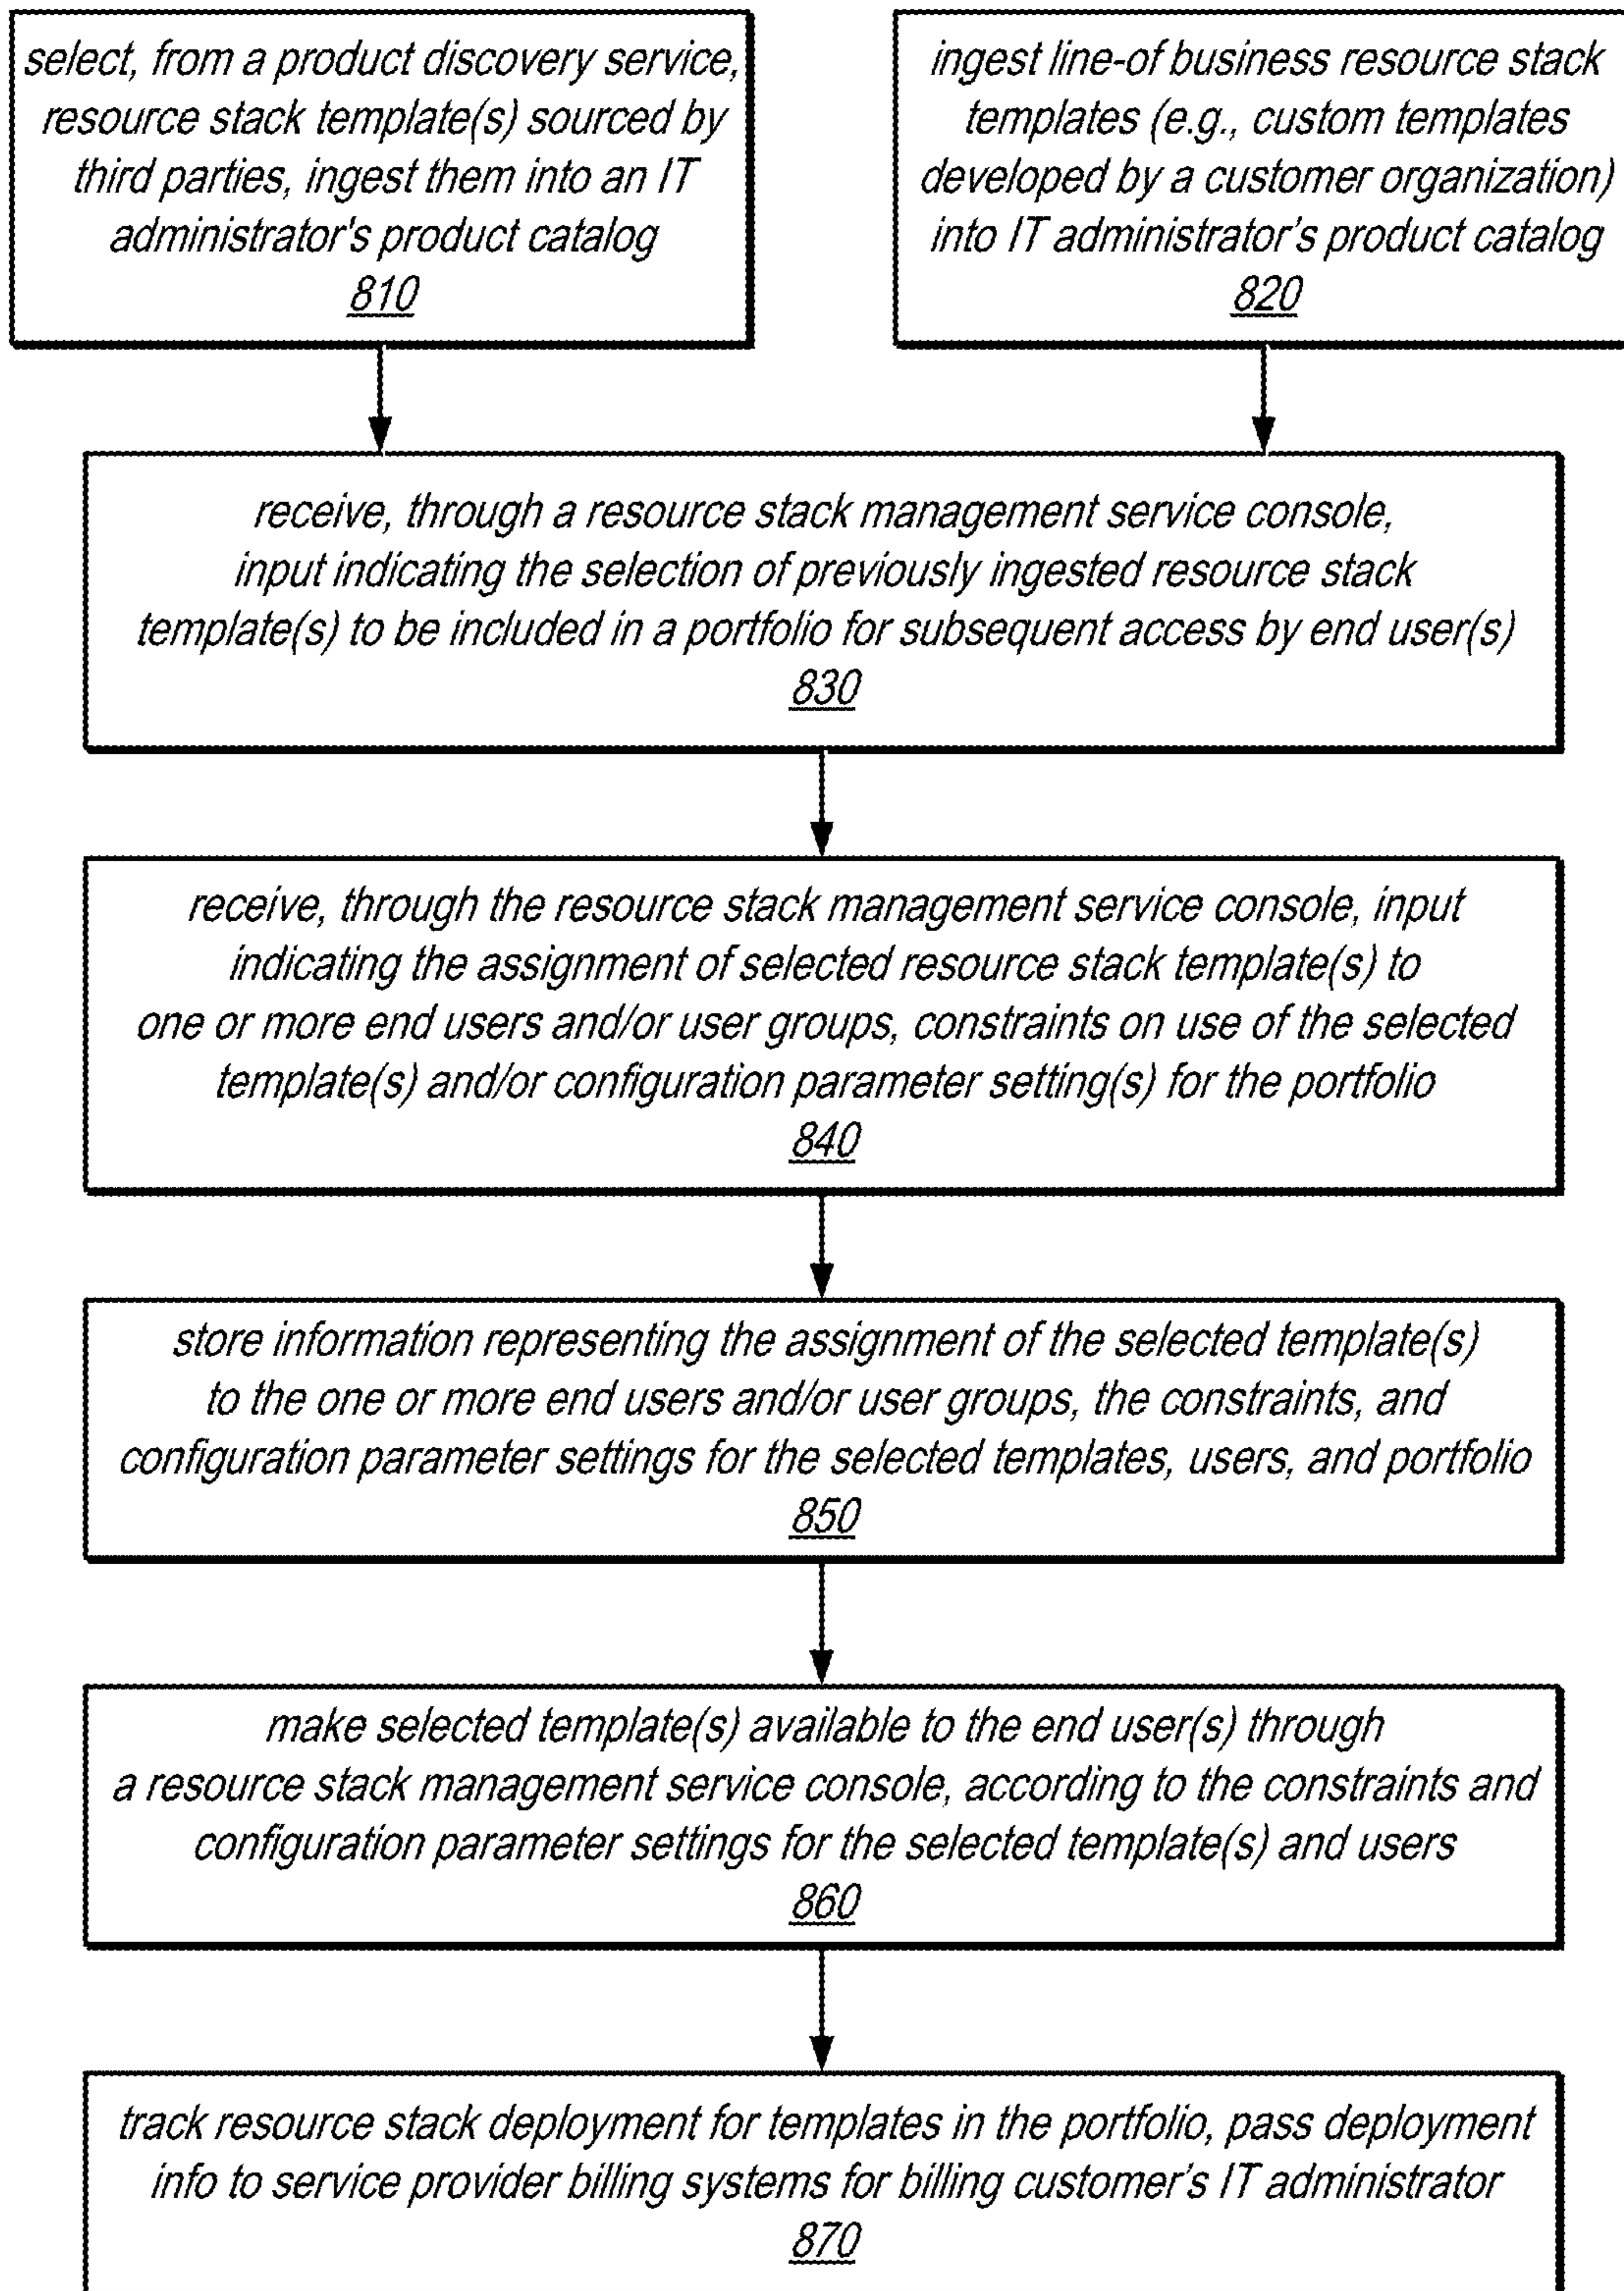 select, from a product discovery service,
resource stack template(s) sourced by
third parties, ingest them into an IT
administrator's product catalog
810
ingest line-of business resource stack
templates (e.g., custom templates
developed by a customer organization)
into IT administrator's product catalog
820
receive, through a resource stack management service console,
input indicating the selection of previously ingested resource stack
template(s) to be included in a portfolio for subsequent access by end user(s)
830
receive, through the resource stack management service console, input
indicating the assignment of selected resource stack template(s) to
one or more end users and/or user groups, constraints on use of the selected
template(s) and/or configuration parameter setting(s) for the portfolio
840
store information representing the assignment of the selected template(s)
to the one or more end users and/or user groups, the constraints, and
configuration parameter settings for the selected templates, users, and portfolio
850
make selected template(s) available to the end user(s) through
a resource stack management service console, according to the constraints and
configuration parameter settings for the selected template(s) and users
860
track resource stack deployment for templates in the portfolio, pass deployment
info to service provider billing systems for billing customer's IT administrator
870